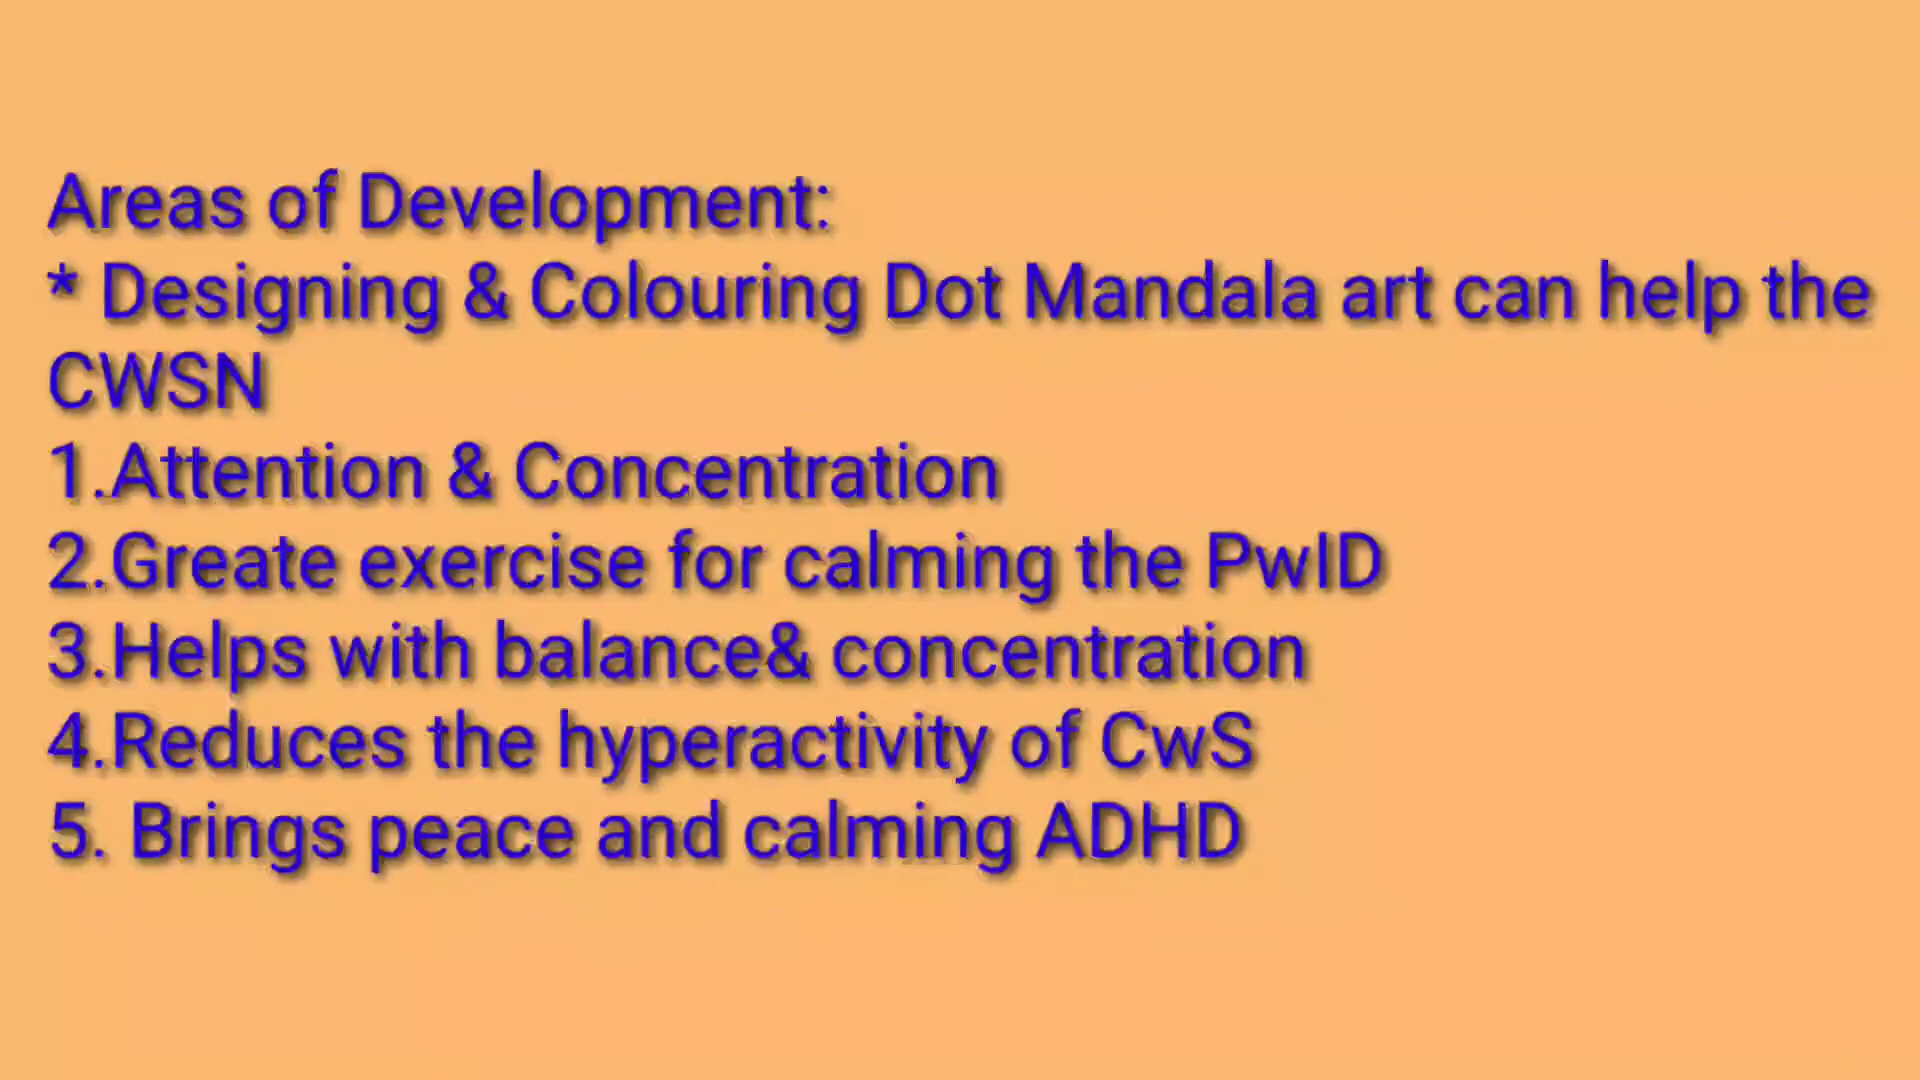 Areas of Development:
* Designing & Colouring Dot Mandala art can help the
CWSN
1.Attention & Concentration
2.Greate exercise for calming the PwID
3.Helps with balance& concentration
4.Reduces the hyperactivity of CwS
5. Brings peace and calming ADHD